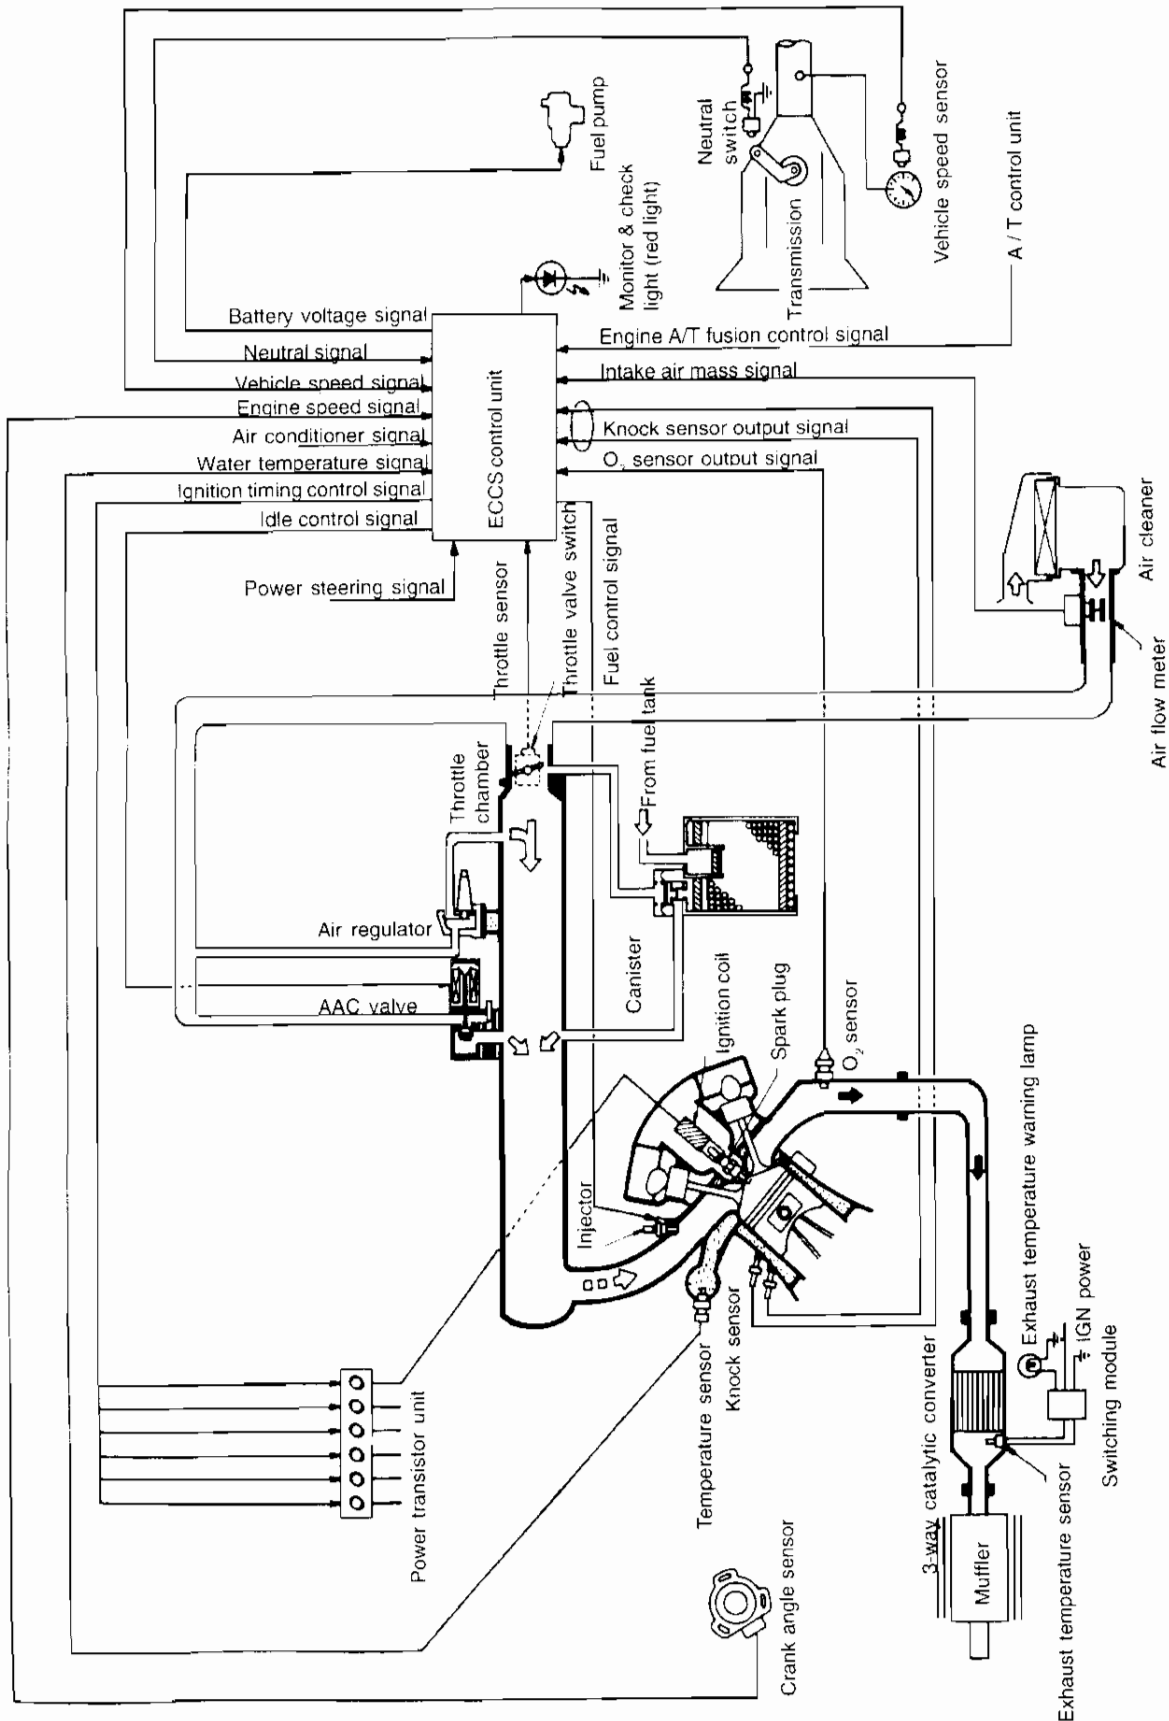 Fuel pump
Neutral
switch
Vehicle speed sensor
Monitor & check
light (red light)
Transmission
A / T control unit
Battery voltage signal
Neutral signal
Vehicle speed signal
Engine speed signal
Air conditioner signal
Water temperature signal
Ignition timing control signal
Idle control signal
Power steering signal
ECCS control unit
Engine A/T fusion control signal
Intake air mass signal
Knock sensor output signal
O₂ sensor output signal
Throttle sensor
Throttle valve switch
Fuel control signal
Air cleaner
Air flow meter
From fuel tank
Throttle
chamber
Air regulator
AAC valve
Canister
Ignition coil
Spark plug
O₂ sensor
Injector
Temperature sensor
Knock sensor
Exhaust temperature warning lamp
IGN power
Switching module
3-way catalytic converter
Exhaust temperature sensor
Muffler
Power transistor unit
Crank angle sensor